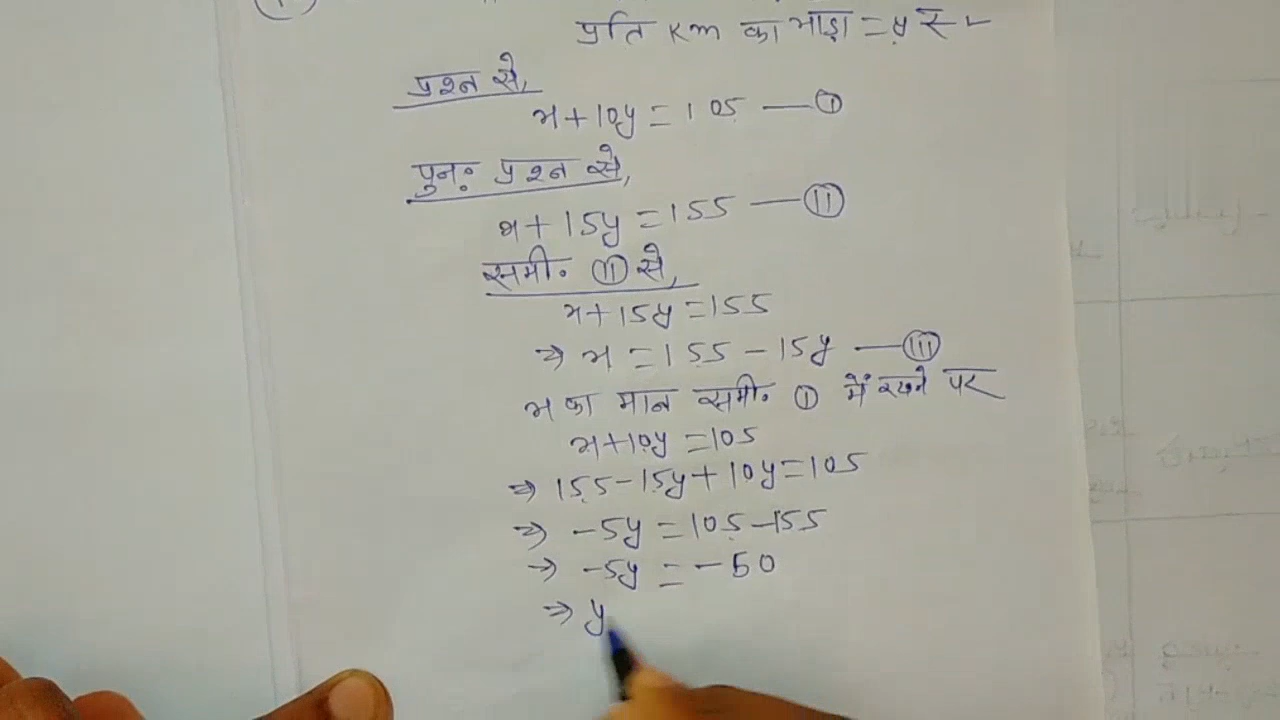 प्रति Km का भाड़ा = y रु०
प्रश्न से,
x + 10y = 105 — (I)
पुनः प्रश्न से,
x + 15y = 155 — (II)
समी० (II) से,
x + 15y = 155
⇒ x = 155 - 15y — (III)
x का मान समी० (I) में रखने पर
x + 10y = 105
⇒ 155 - 15y + 10y = 105
⇒ -5y = 105 - 155
⇒ -5y = -50
⇒ y